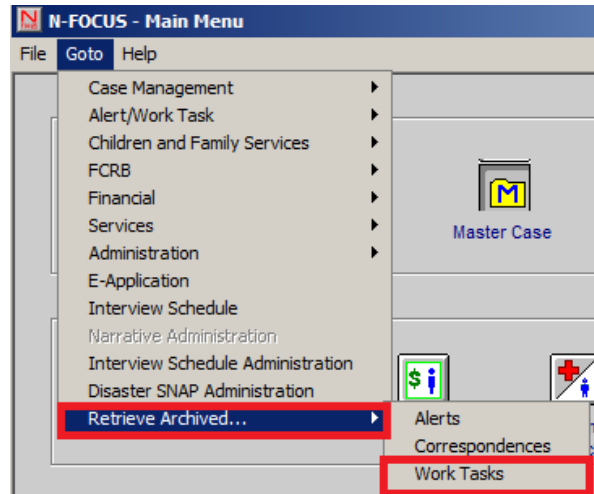 N-FOCUS - Main Menu
File Goto Help
Case Management
Alert/Work Task
Children and Family Services
FCRB
Financial
Services
Administration
E-Application
Interview Schedule
Narrative Administration
Interview Schedule Administration
Disaster SNAP Administration
Retrieve Archived...
Alerts
Correspondences
Work Tasks
M
Master Case
$